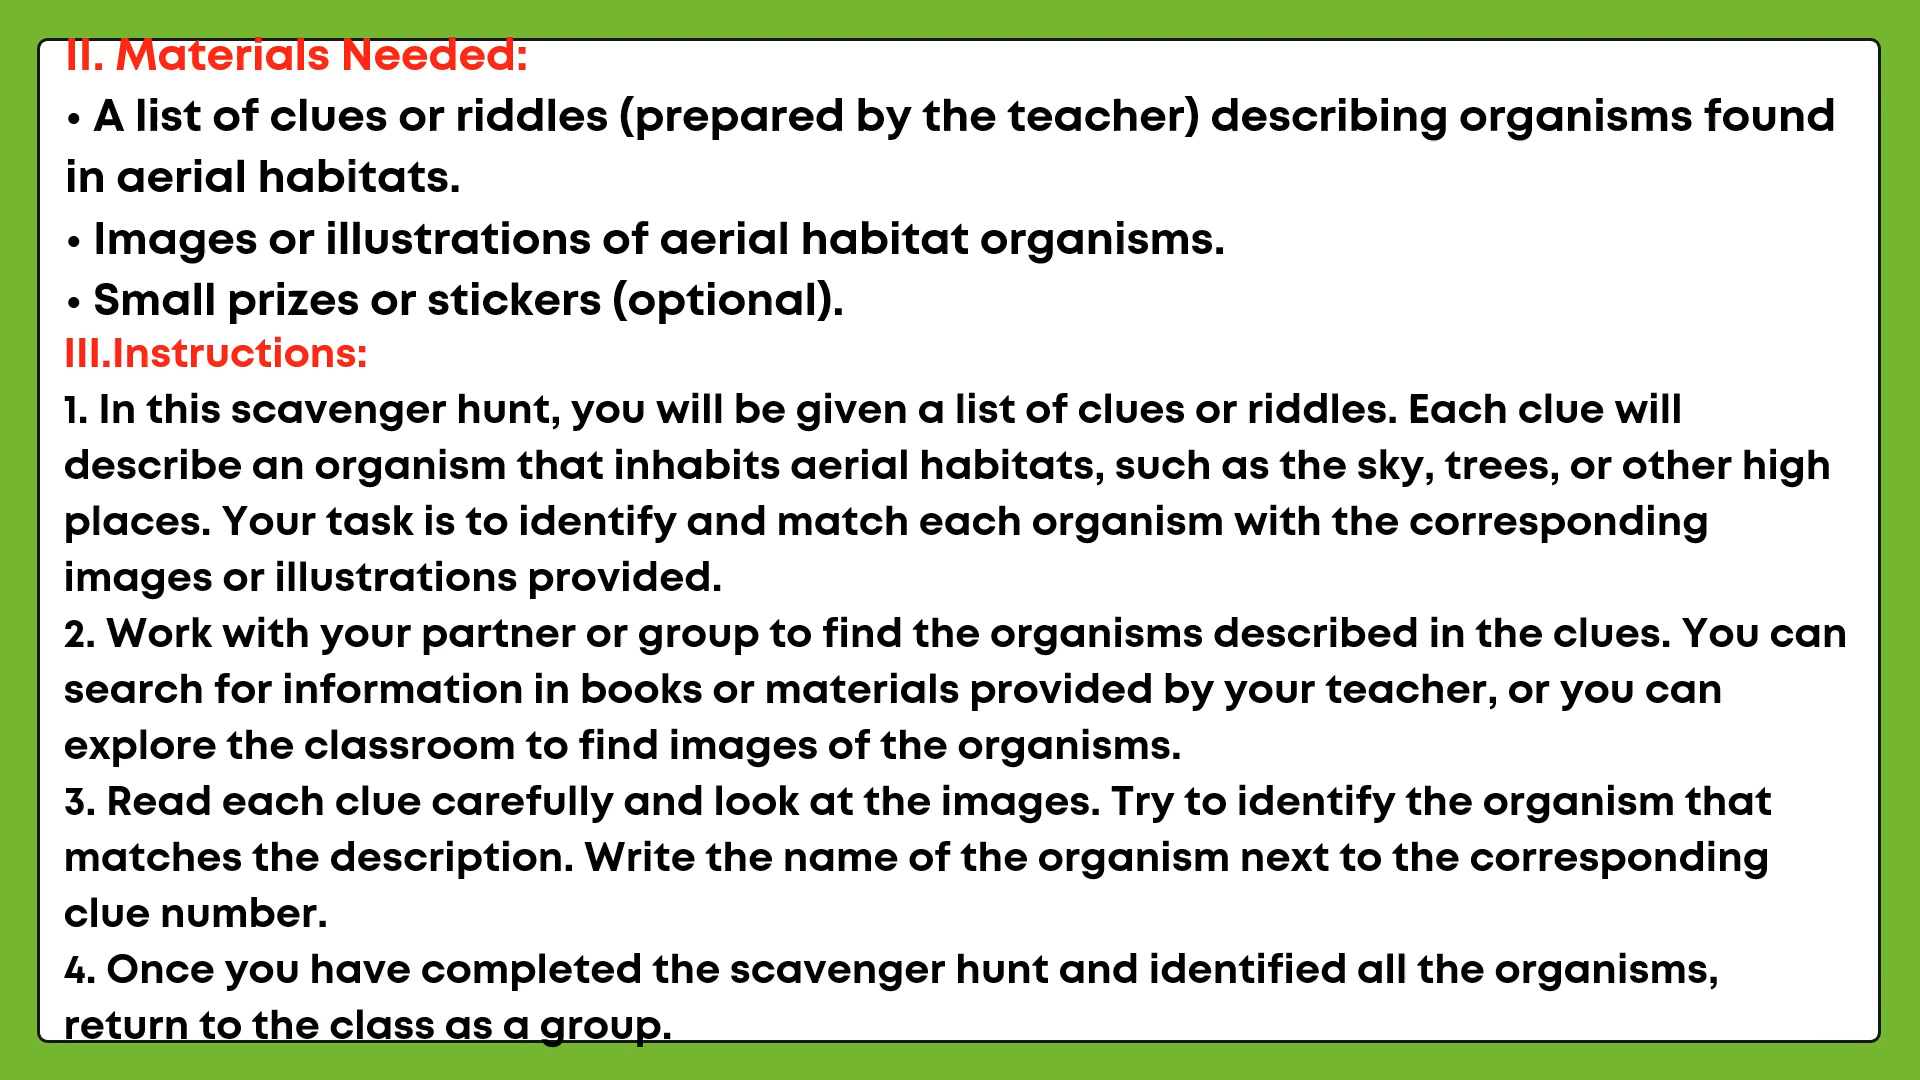 II. Materials Needed:
• A list of clues or riddles (prepared by the teacher) describing organisms found
in aerial habitats.
• Images or illustrations of aerial habitat organisms.
• Small prizes or stickers (optional).
III.Instructions:
1. In this scavenger hunt, you will be given a list of clues or riddles. Each clue will
describe an organism that inhabits aerial habitats, such as the sky, trees, or other high
places. Your task is to identify and match each organism with the corresponding
images or illustrations provided.
2. Work with your partner or group to find the organisms described in the clues. You can
search for information in books or materials provided by your teacher, or you can
explore the classroom to find images of the organisms.
3. Read each clue carefully and look at the images. Try to identify the organism that
matches the description. Write the name of the organism next to the corresponding
clue number.
4. Once you have completed the scavenger hunt and identified all the organisms,
return to the class as a group.